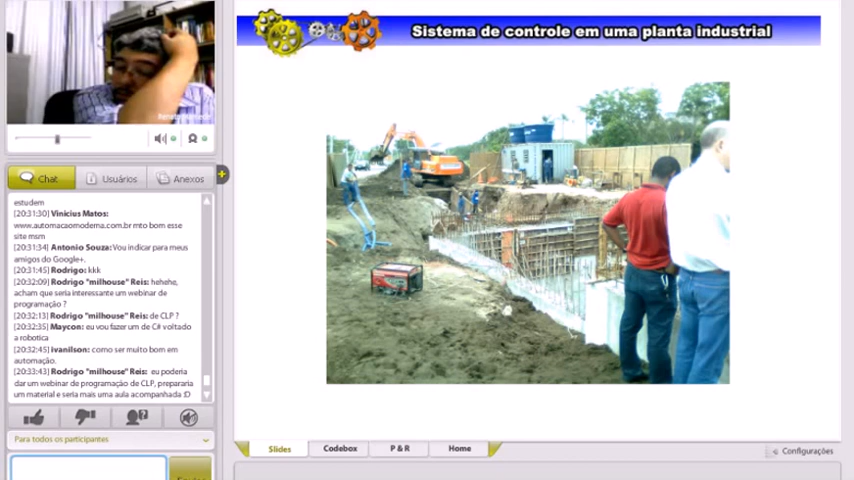 Sistema de controle em uma planta industrial
Chat
Usuários
Anexos
estudem
[20:31:30] Vinicius Matos:
www.automacaomoderna.com.br mto bom esse
site msm
[20:31:34] Antonio Souza: Vou indicar para meus
amigos do Google+.
[20:31:45] Rodrigo: kkk
[20:32:09] Rodrigo "milhouse" Reis: hehehe,
acham que seria interessante um webinar de
programação ?
[20:32:13] Rodrigo "milhouse" Reis: de CLP ?
[20:32:35] Maycon: eu vou fazer um de C# voltado
a robotica
[20:32:45] ivanilson: como ser muito bom em
automação.
[20:33:43] Rodrigo "milhouse" Reis: eu poderia
dar um webinar de programação de CLP, prepararia
um material e seria mais uma aula acompanhada ;D
Para todos os participantes
Slides
Codebox
P & R
Home
Configurações